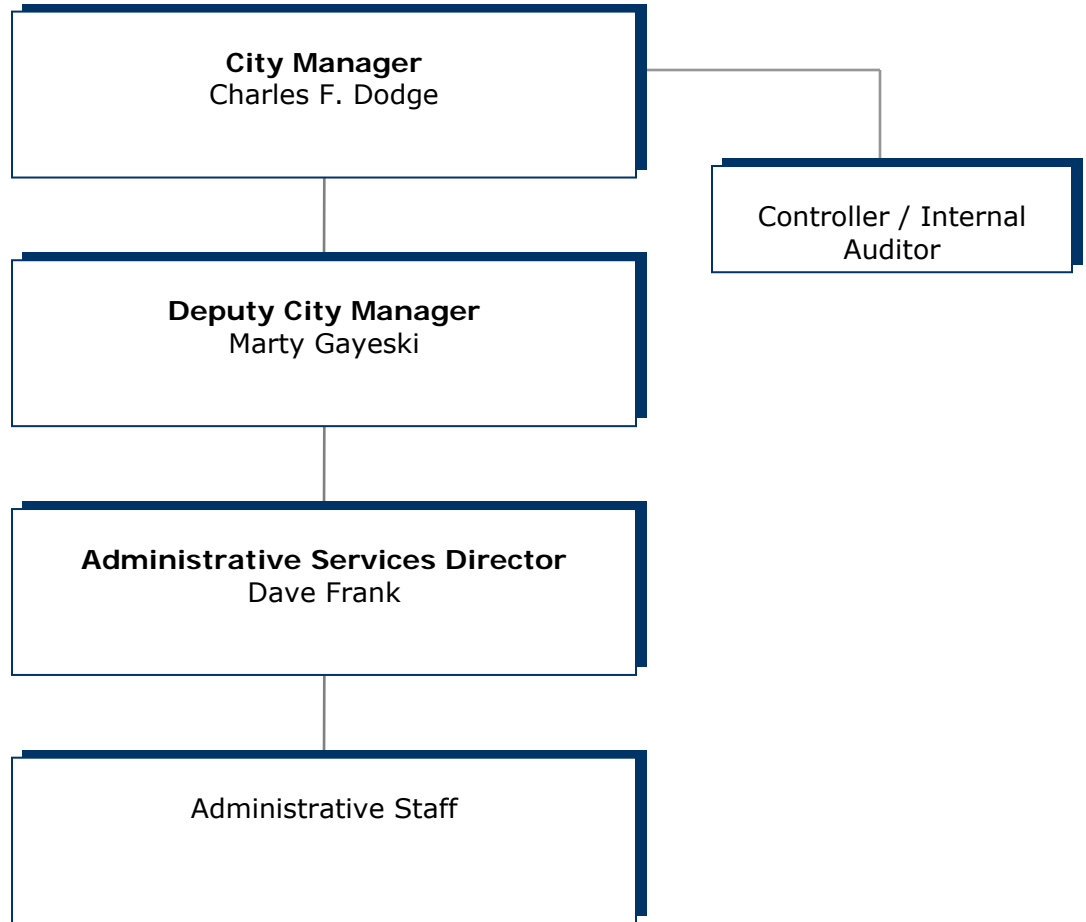 City Manager
Charles F. Dodge
Controller / Internal
Auditor
Deputy City Manager
Marty Gayeski
Administrative Services Director
Dave Frank
Administrative Staff